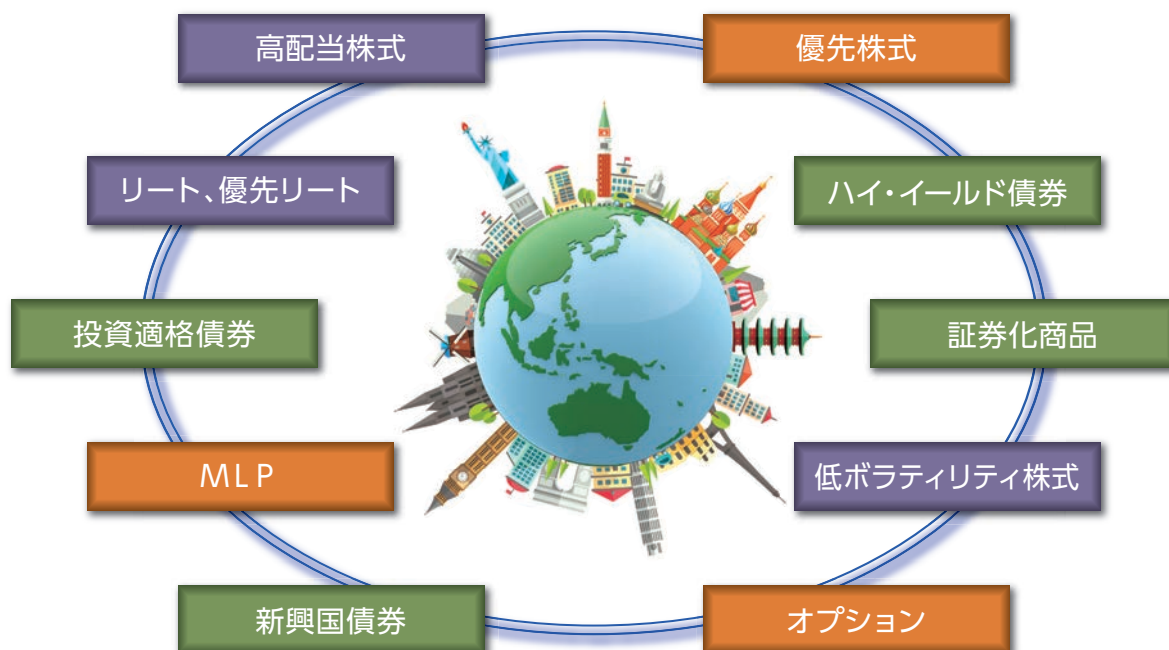 高配当株式
優先株式
リート、優先リート
ハイ・イールド債券
投資適格債券
証券化商品
MLP
低ボラティリティ株式
新興国債券
オプション